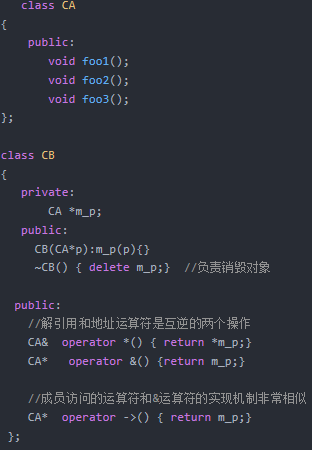 class CA
{
public:
void foo1();
void foo2();
void foo3();
};
class CB
{
private:
CA *m_p;
public:
CB(CA*p):m_p(p){}
~CB() { delete m_p;} //负责销毁对象
public:
//解引用和地址运算符是互逆的两个操作
CA& operator *() { return *m_p;}
CA* operator &() {return m_p;}
//成员访问的运算符和&运算符的实现机制非常相似
CA* operator ->() { return m_p;}
};